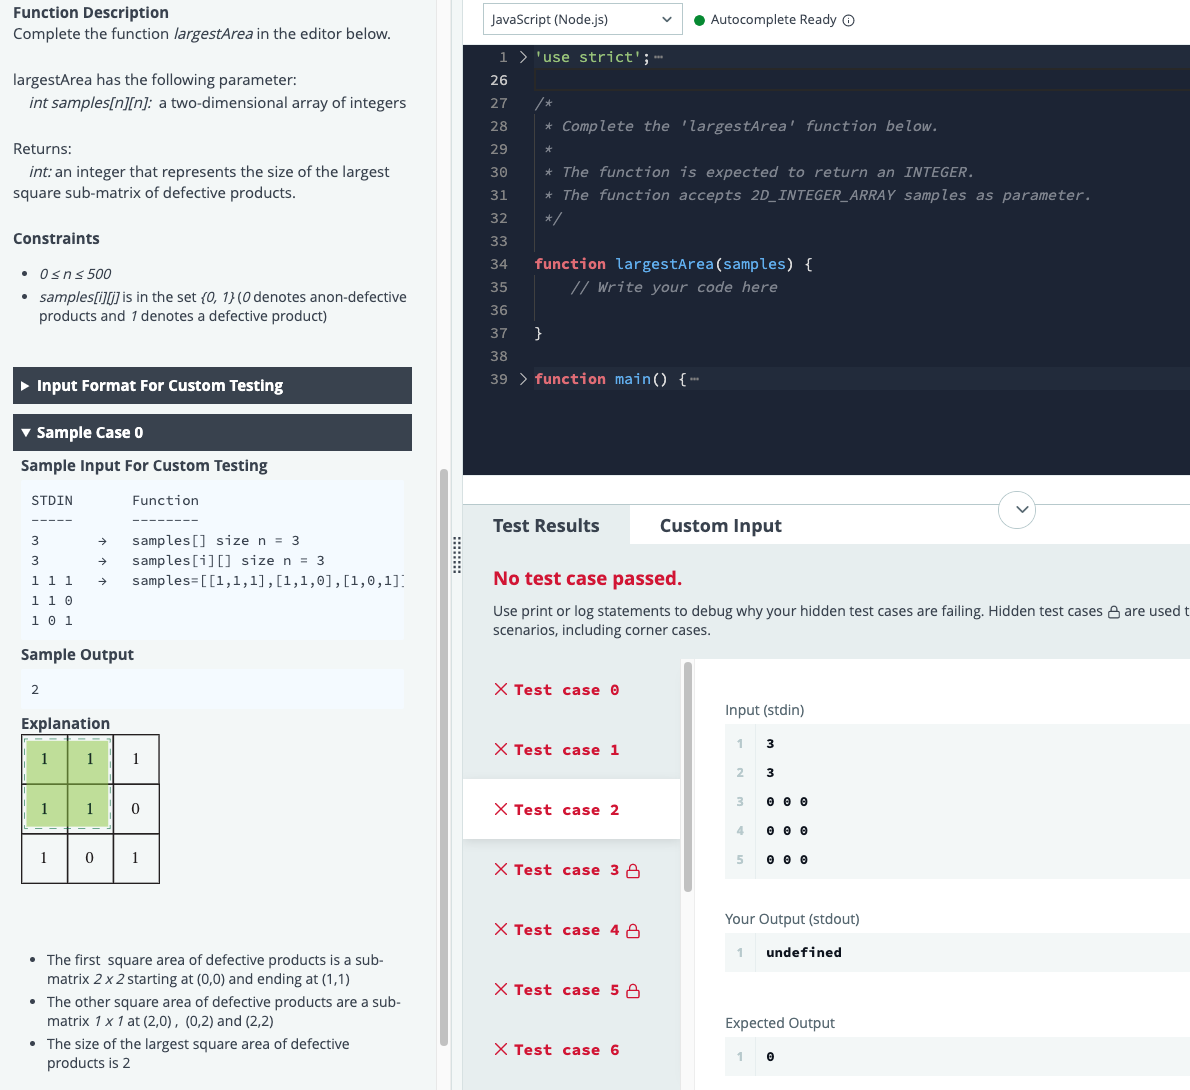 Function Description
Complete the function largestArea in the editor below.
largestArea has the following parameter:
int samples[n][n]: a two-dimensional array of integers
Returns:
int: an integer that represents the size of the largest
square sub-matrix of defective products.
Constraints
• 0 ≤ n ≤ 500
• samples[i][j] is in the set {0, 1} (0 denotes anon-defective
products and 1 denotes a defective product)
▶ Input Format For Custom Testing
▼ Sample Case 0
Sample Input For Custom Testing
STDIN Function
----- --------
3 → samples[] size n = 3
3 → samples[i][] size n = 3
1 1 1 → samples=[[1,1,1],[1,1,0],[1,0,1]]
1 1 0
1 0 1
Sample Output
2
Explanation
1 1 1
1 1 0
1 0 1
• The first square area of defective products is a sub-
matrix 2 x 2 starting at (0,0) and ending at (1,1)
• The other square area of defective products are a sub-
matrix 1 x 1 at (2,0) , (0,2) and (2,2)
• The size of the largest square area of defective
products is 2
JavaScript (Node.js)
Autocomplete Ready
1 > 'use strict';⋯
26
27 /*
28 * Complete the 'largestArea' function below.
29 *
30 * The function is expected to return an INTEGER.
31 * The function accepts 2D_INTEGER_ARRAY samples as parameter.
32 */
33
34 function largestArea(samples) {
35 // Write your code here
36
37 }
38
39 > function main() {⋯
Test Results Custom Input
No test case passed.
Use print or log statements to debug why your hidden test cases are failing. Hidden test cases are used t
scenarios, including corner cases.
Test case 0
Test case 1
Test case 2
Test case 3
Test case 4
Test case 5
Test case 6
Input (stdin)
1 3
2 3
3 0 0 0
4 0 0 0
5 0 0 0
Your Output (stdout)
1 undefined
Expected Output
1 0